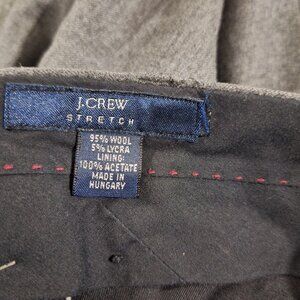 J.CREW
STRETCH
95% WOOL
5% LYCRA
LINING:
100% ACETATE
MADE IN
HUNGARY